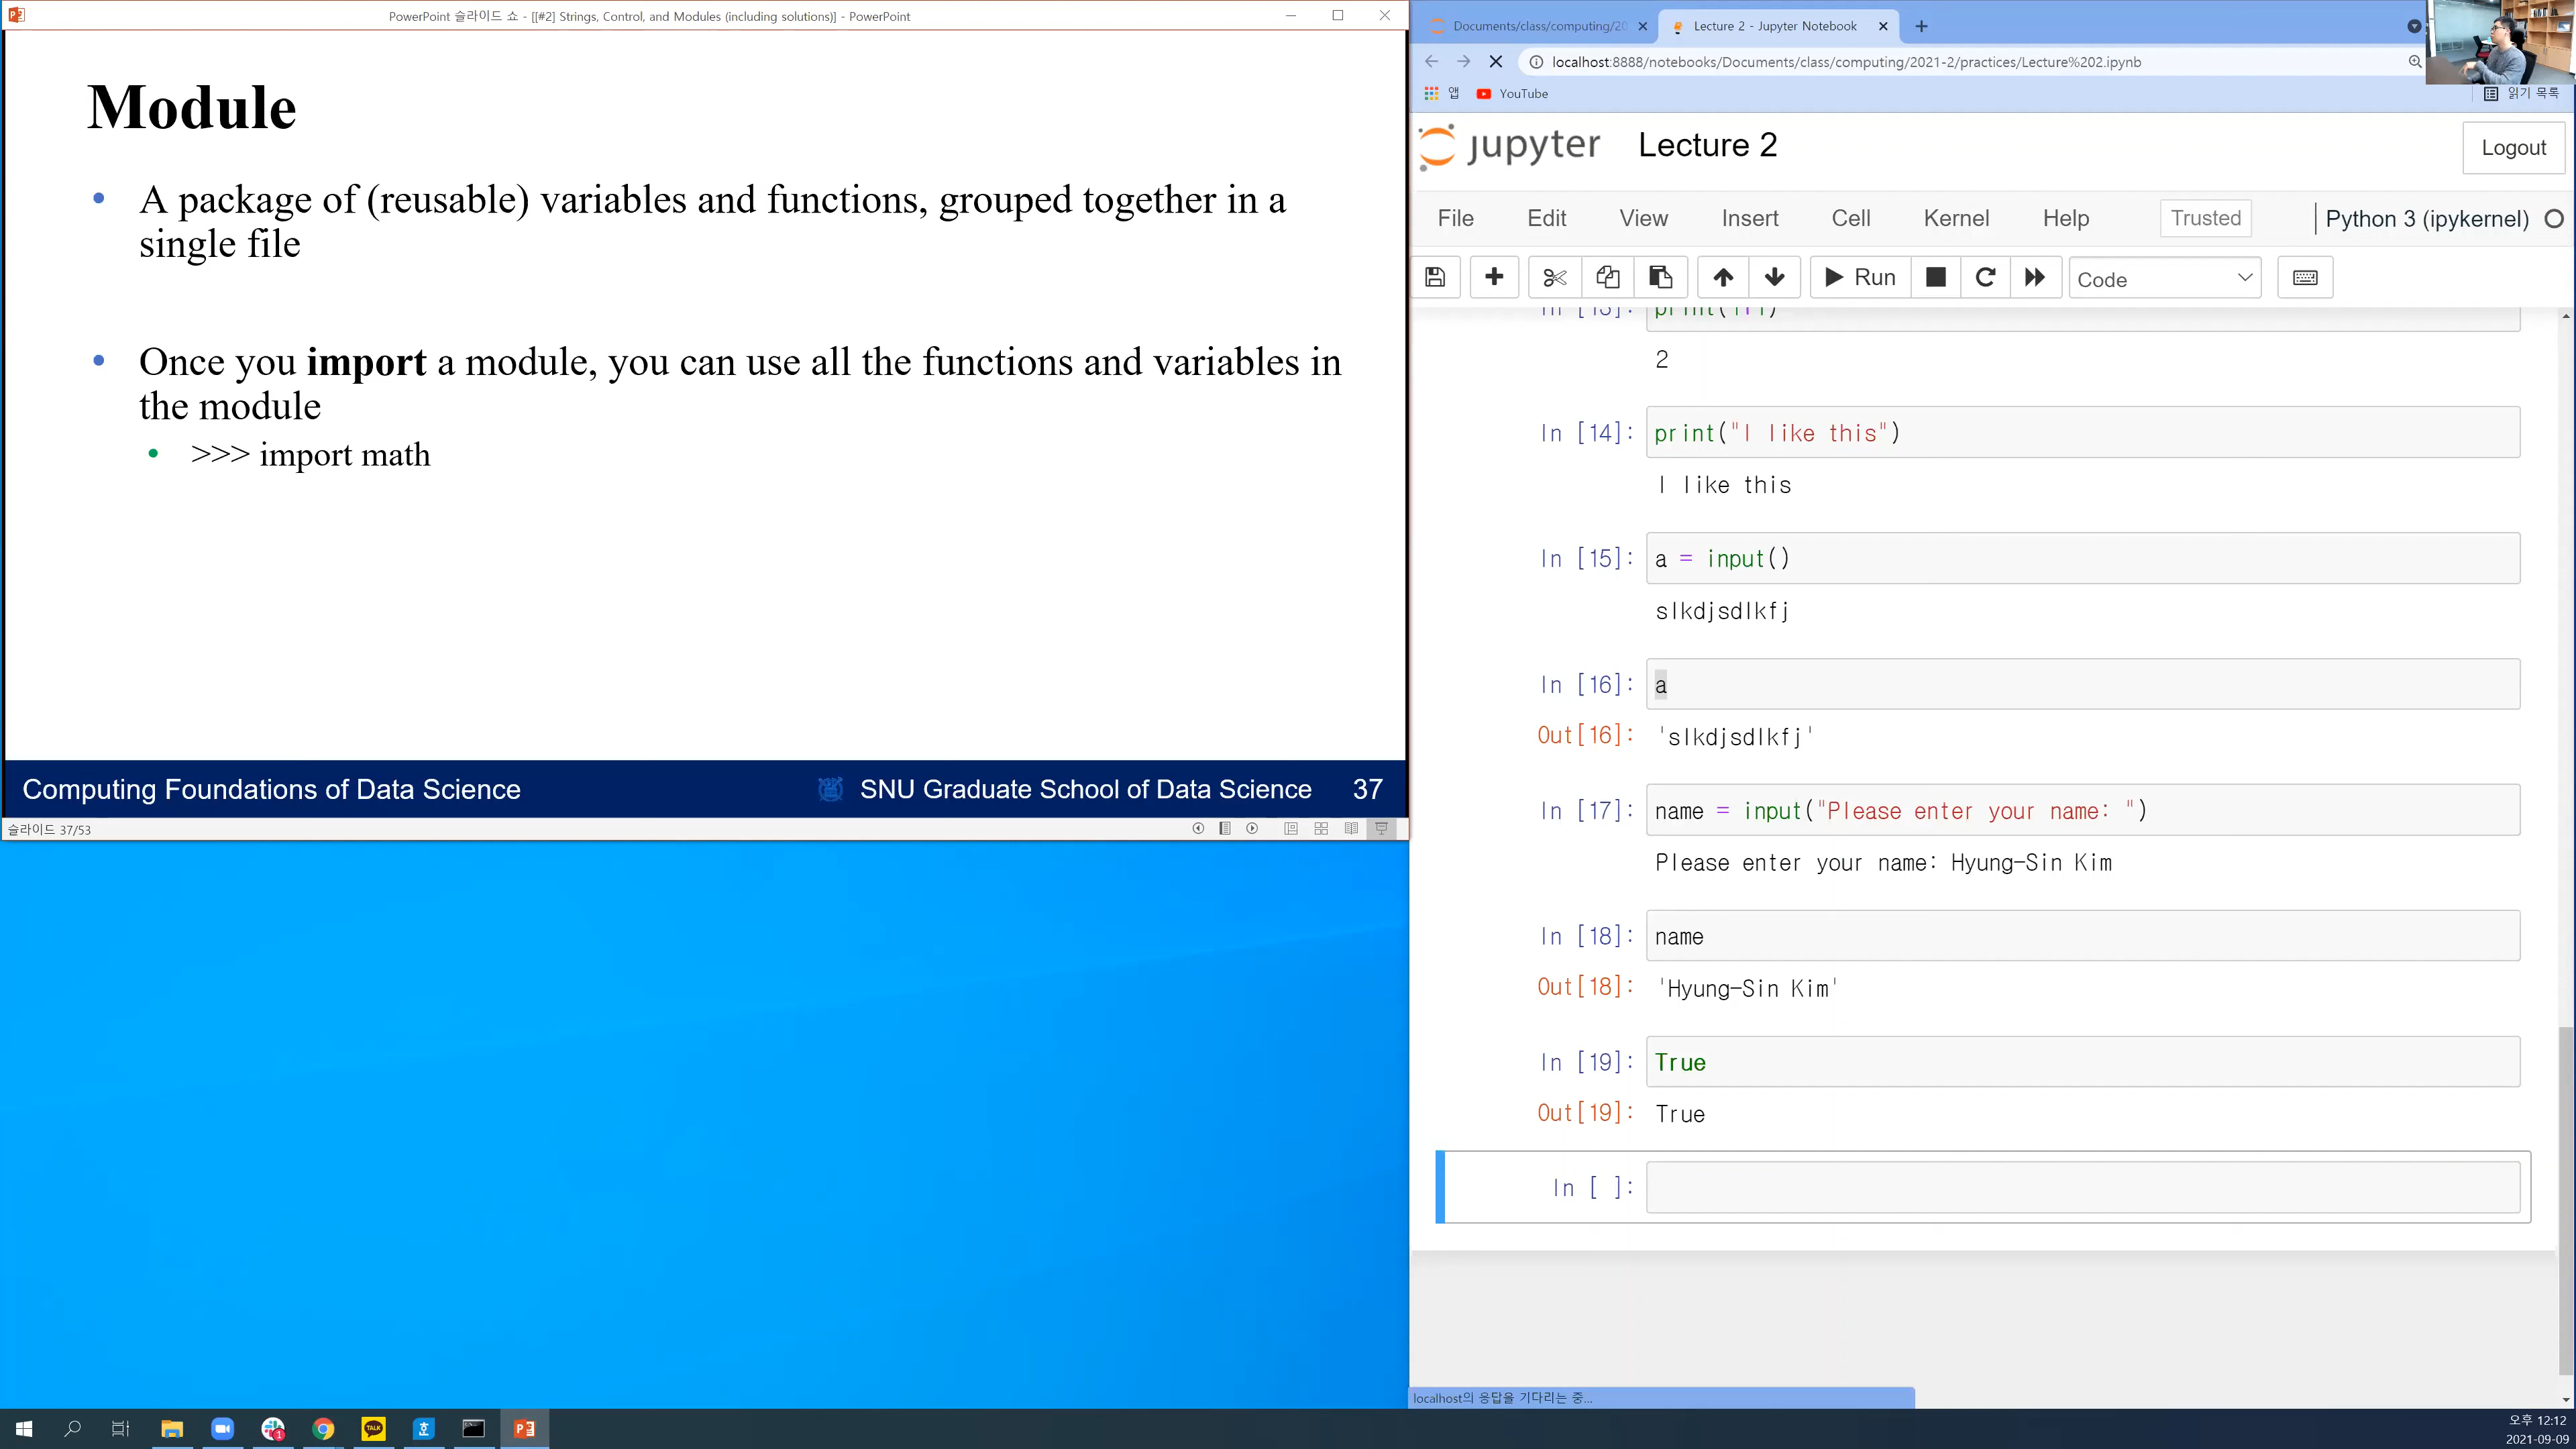 PowerPoint 슬라이드 쇼 - [[#2] Strings, Control, and Modules (including solutions)] - PowerPoint
Module
• A package of (reusable) variables and functions, grouped together in a
single file
• Once you import a module, you can use all the functions and variables in
the module
• >>> import math
Computing Foundations of Data Science
SNU Graduate School of Data Science
37
슬라이드 37/53
Documents/class/computing/20
Lecture 2 - Jupyter Notebook
localhost:8888/notebooks/Documents/class/computing/2021-2/practices/Lecture%202.ipynb
앱
YouTube
읽기 목록
jupyter
Lecture 2
Logout
File Edit View Insert Cell Kernel Help
Trusted
Python 3 (ipykernel)
Run
Code
2
In [14]: print("I like this")
I like this
In [15]: a = input()
slkdjsdlkfj
In [16]: a
Out[16]: 'slkdjsdlkfj'
In [17]: name = input("Please enter your name: ")
Please enter your name: Hyung-Sin Kim
In [18]: name
Out[18]: 'Hyung-Sin Kim'
In [19]: True
Out[19]: True
In [ ]:
localhost의 응답을 기다리는 중...
TALK
오후 12:12
2021-09-09